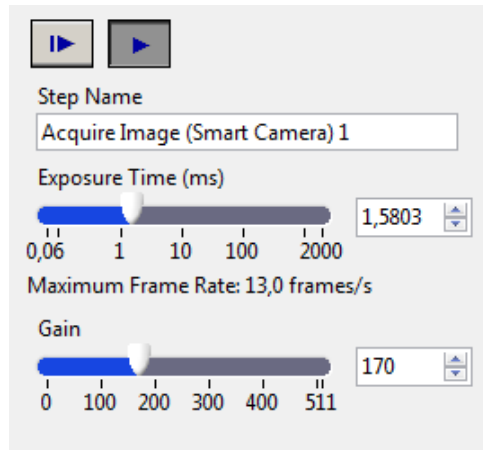 Step Name
Acquire Image (Smart Camera) 1
Exposure Time (ms)
1,5803
0,06 1 10 100 2000
Maximum Frame Rate: 13,0 frames/s
Gain
170
0 100 200 300 400 511